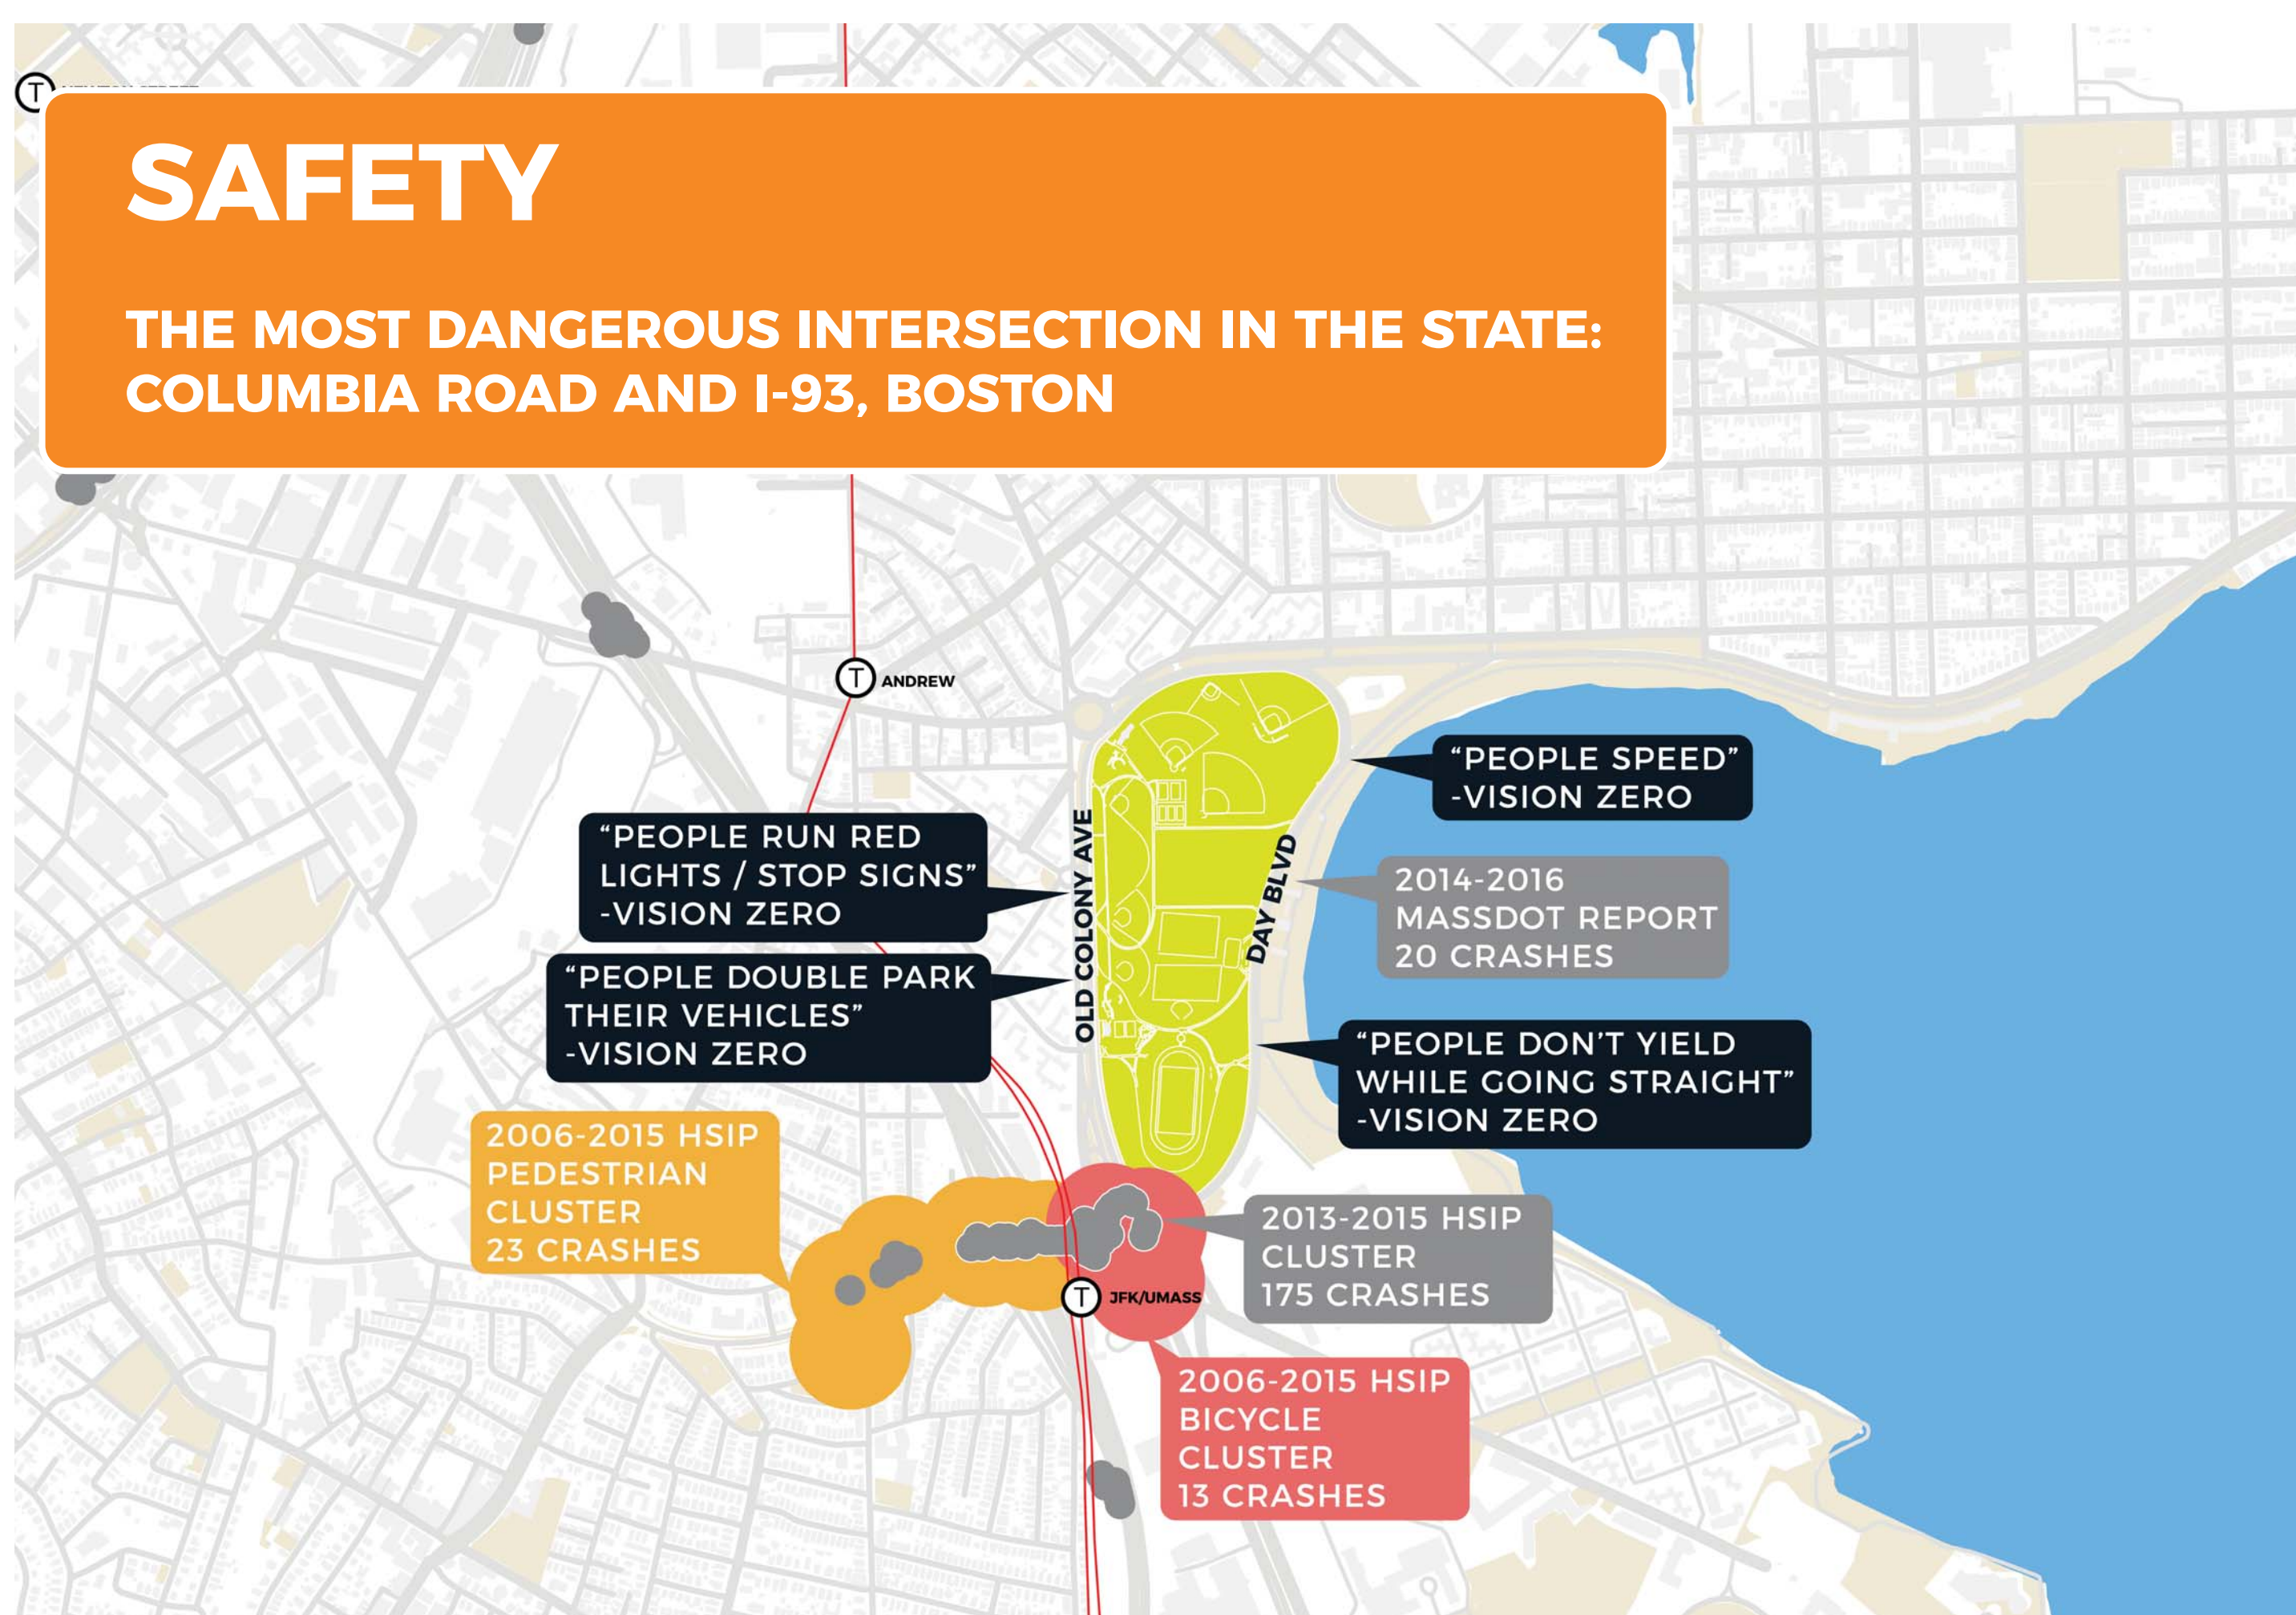 SAFETY
THE MOST DANGEROUS INTERSECTION IN THE STATE:
COLUMBIA ROAD AND I-93, BOSTON
T
T
ANDREW
"PEOPLE SPEED"
-VISION ZERO
"PEOPLE RUN RED
LIGHTS / STOP SIGNS"
-VISION ZERO
OLD COLONY AVE
DAY BLVD
2014-2016
MASSDOT REPORT
20 CRASHES
"PEOPLE DOUBLE PARK
THEIR VEHICLES"
-VISION ZERO
"PEOPLE DON'T YIELD
WHILE GOING STRAIGHT"
-VISION ZERO
2006-2015 HSIP
PEDESTRIAN
CLUSTER
23 CRASHES
2013-2015 HSIP
CLUSTER
175 CRASHES
T
JFK/UMASS
2006-2015 HSIP
BICYCLE
CLUSTER
13 CRASHES